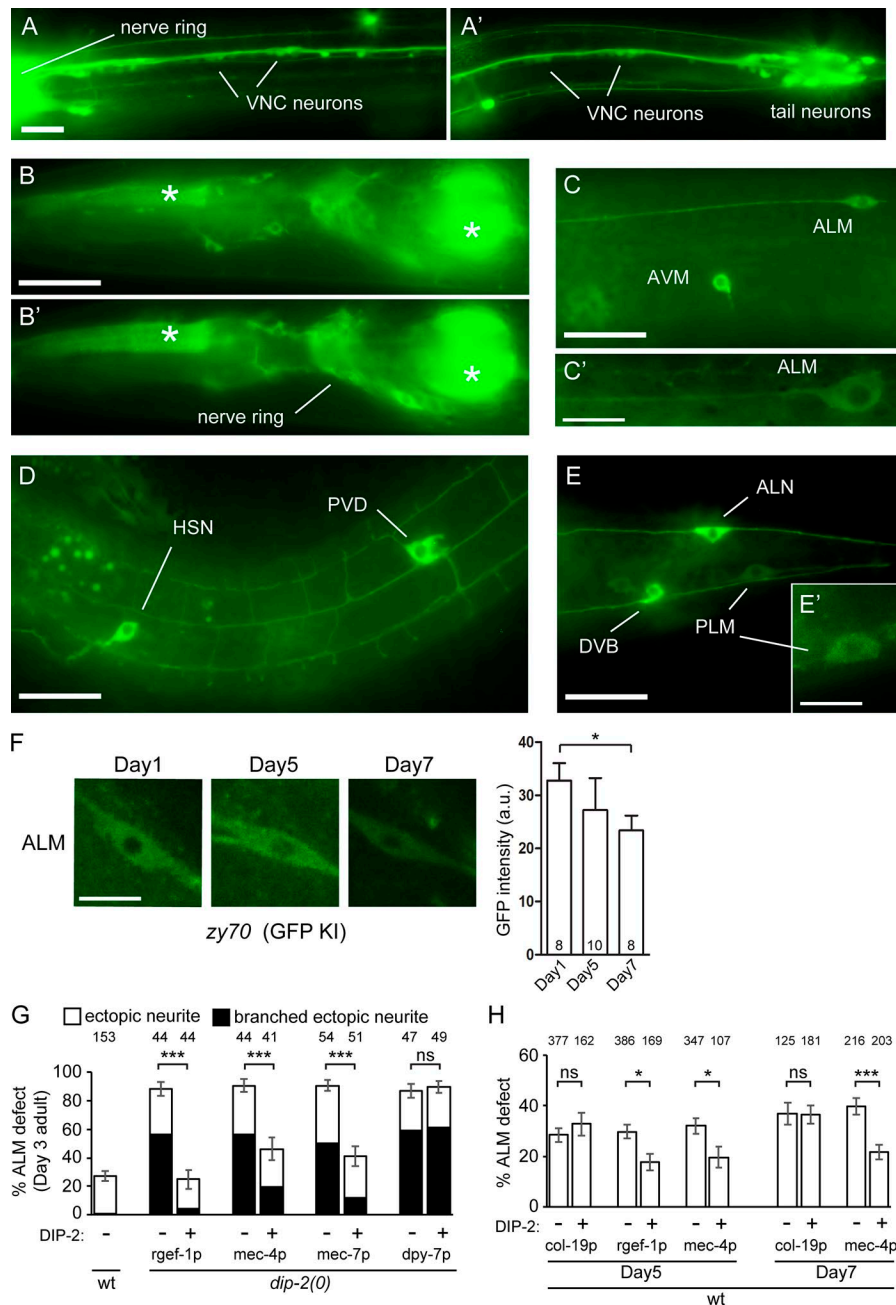 A
nerve ring
VNC neurons
A'
VNC neurons
tail neurons
B
*
*
B'
*
*
nerve ring
C
ALM
AVM
C'
ALM
D
HSN
PVD
E
ALN
DVB
PLM
E'
F
Day1
Day5
Day7
ALM
zy70 (GFP KI)
GFP intensity (a.u.)
40
30
20
10
0
*
8
10
8
Day1
Day5
Day7
G
ectopic neurite
branched ectopic neurite
153
44 44
44 41
54 51
47 49
***
***
***
ns
% ALM defect
(Day 3 adult)
100
80
60
40
20
0
DIP-2:
- - + - + - + - +
rgef-1p
mec-4p
mec-7p
dpy-7p
wt
dip-2(0)
H
377 162
386 169
347 107
125 181
216 203
ns
*
*
ns
***
% ALM defect
60
40
20
0
DIP-2:
- + - + - + - + - +
col-19p
rgef-1p
mec-4p
col-19p
mec-4p
Day5
Day7
wt